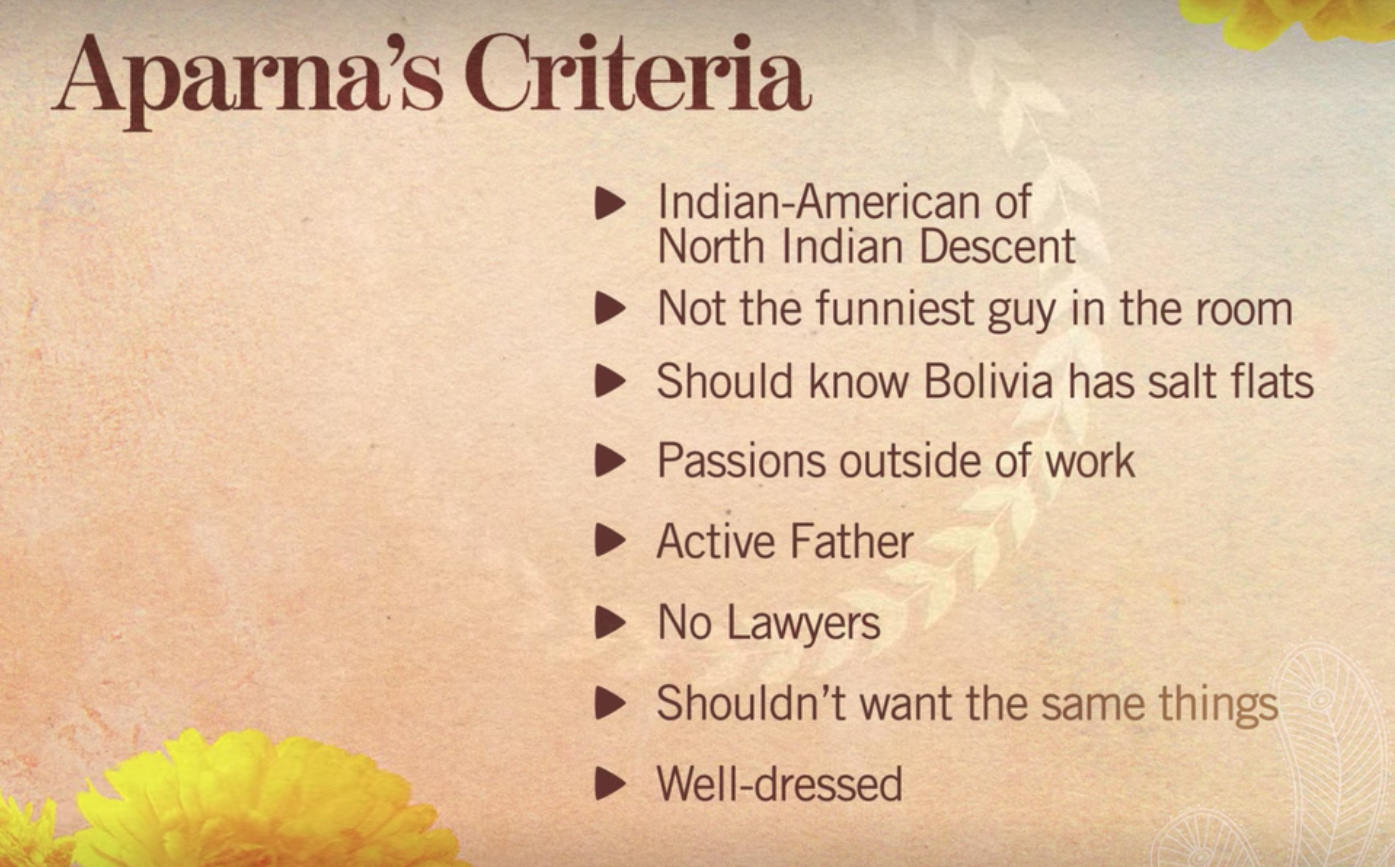 Aparna's Criteria
▶ Indian-American of
North Indian Descent
▶ Not the funniest guy in the room
▶ Should know Bolivia has salt flats
▶ Passions outside of work
▶ Active Father
▶ No Lawyers
▶ Shouldn't want the same things
▶ Well-dressed